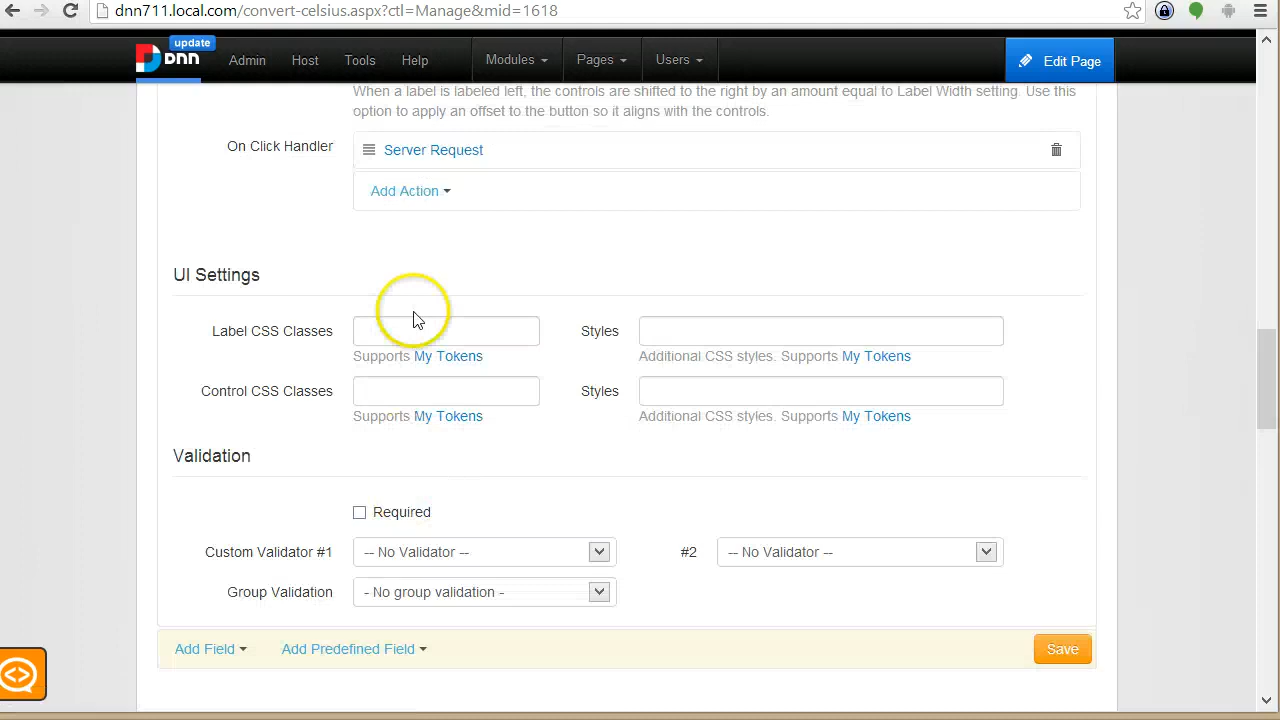 dnn711.local.com/convert-celsius.aspx?ctl=Manage&mid=1618
update
DNN Admin Host Tools Help Modules Pages Users Edit Page
When a label is labeled left, the controls are shifted to the right by an amount equal to Label Width setting. Use this
option to apply an offset to the button so it aligns with the controls.
On Click Handler Server Request
Add Action
UI Settings
Label CSS Classes Styles
Supports My Tokens Additional CSS styles. Supports My Tokens
Control CSS Classes Styles
Supports My Tokens Additional CSS styles. Supports My Tokens
Validation
Required
Custom Validator #1 -- No Validator -- #2 -- No Validator --
Group Validation - No group validation -
Add Field Add Predefined Field Save